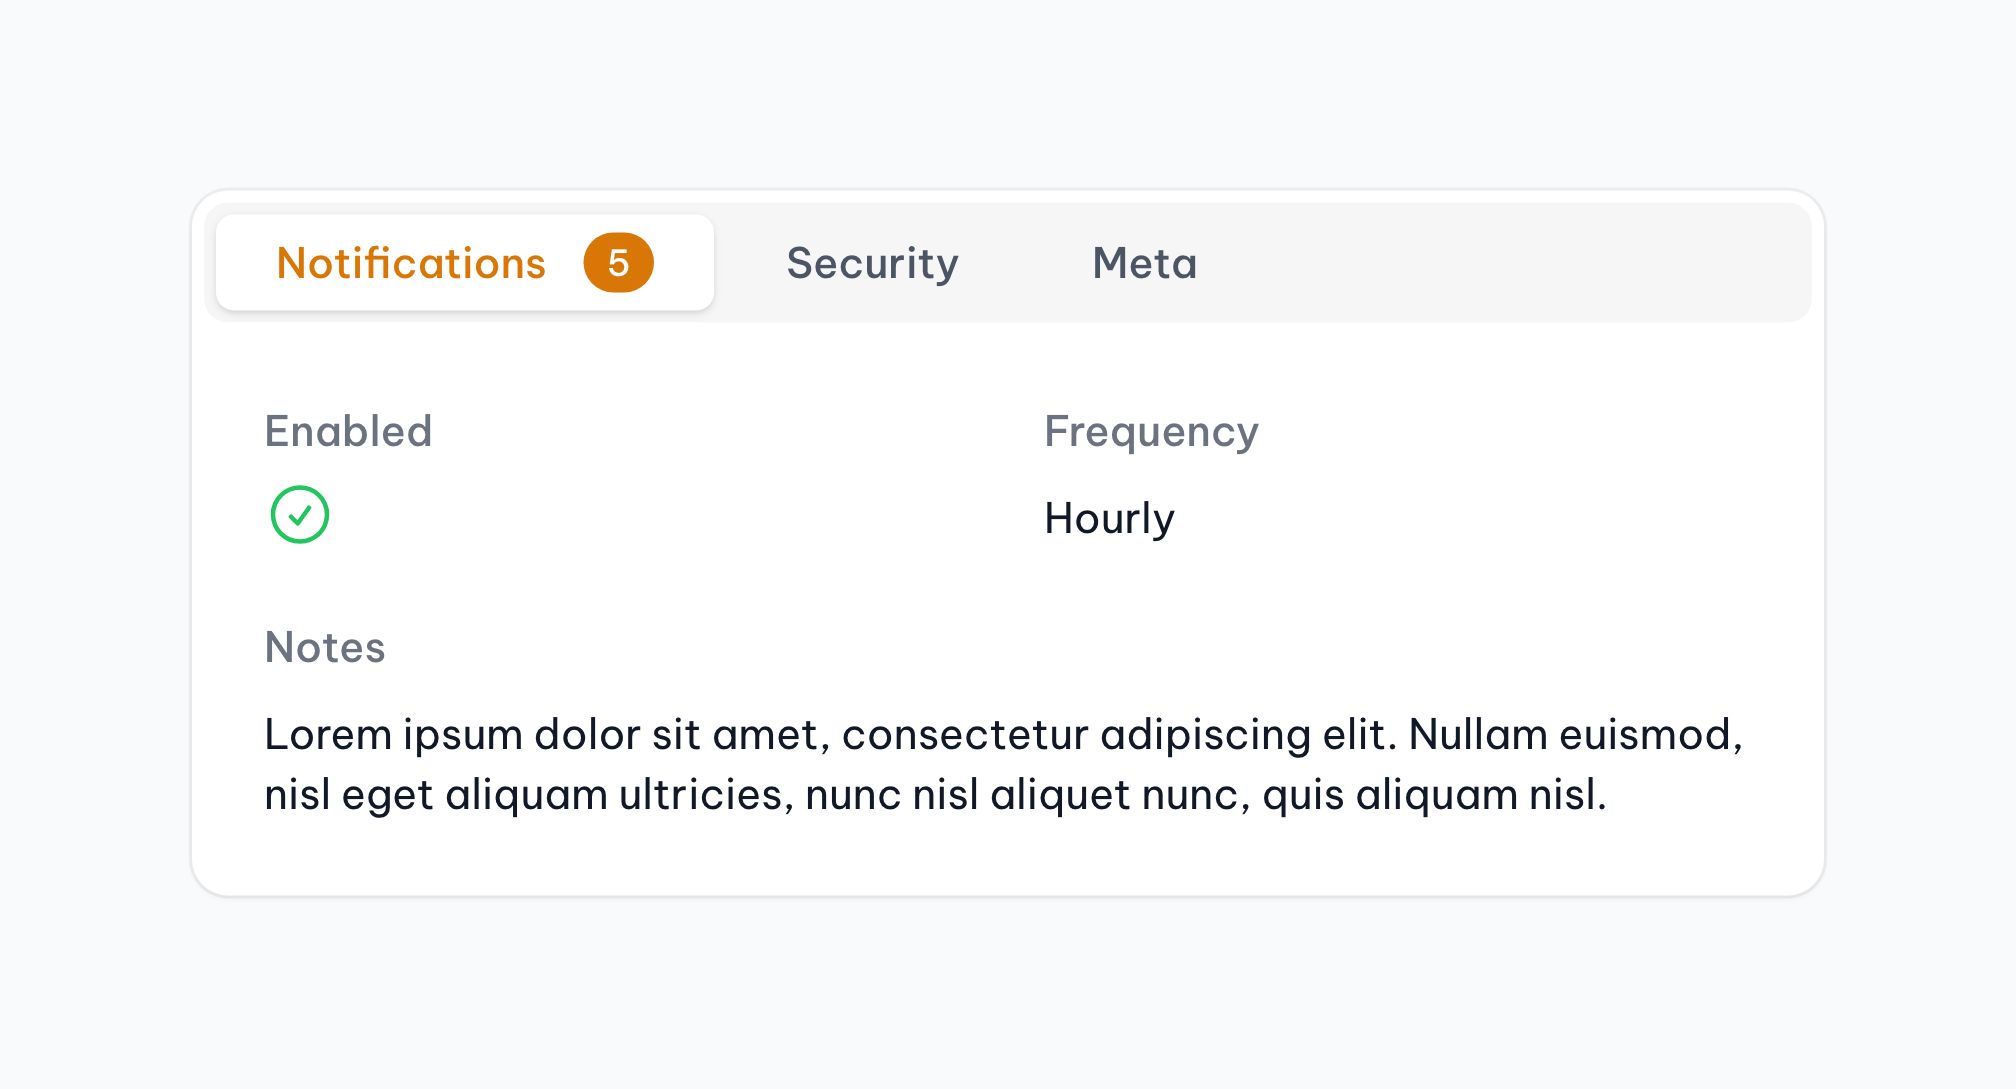 Notifications 5 Security Meta
Enabled Frequency
Hourly
Notes
Lorem ipsum dolor sit amet, consectetur adipiscing elit. Nullam euismod,
nisl eget aliquam ultricies, nunc nisl aliquet nunc, quis aliquam nisl.